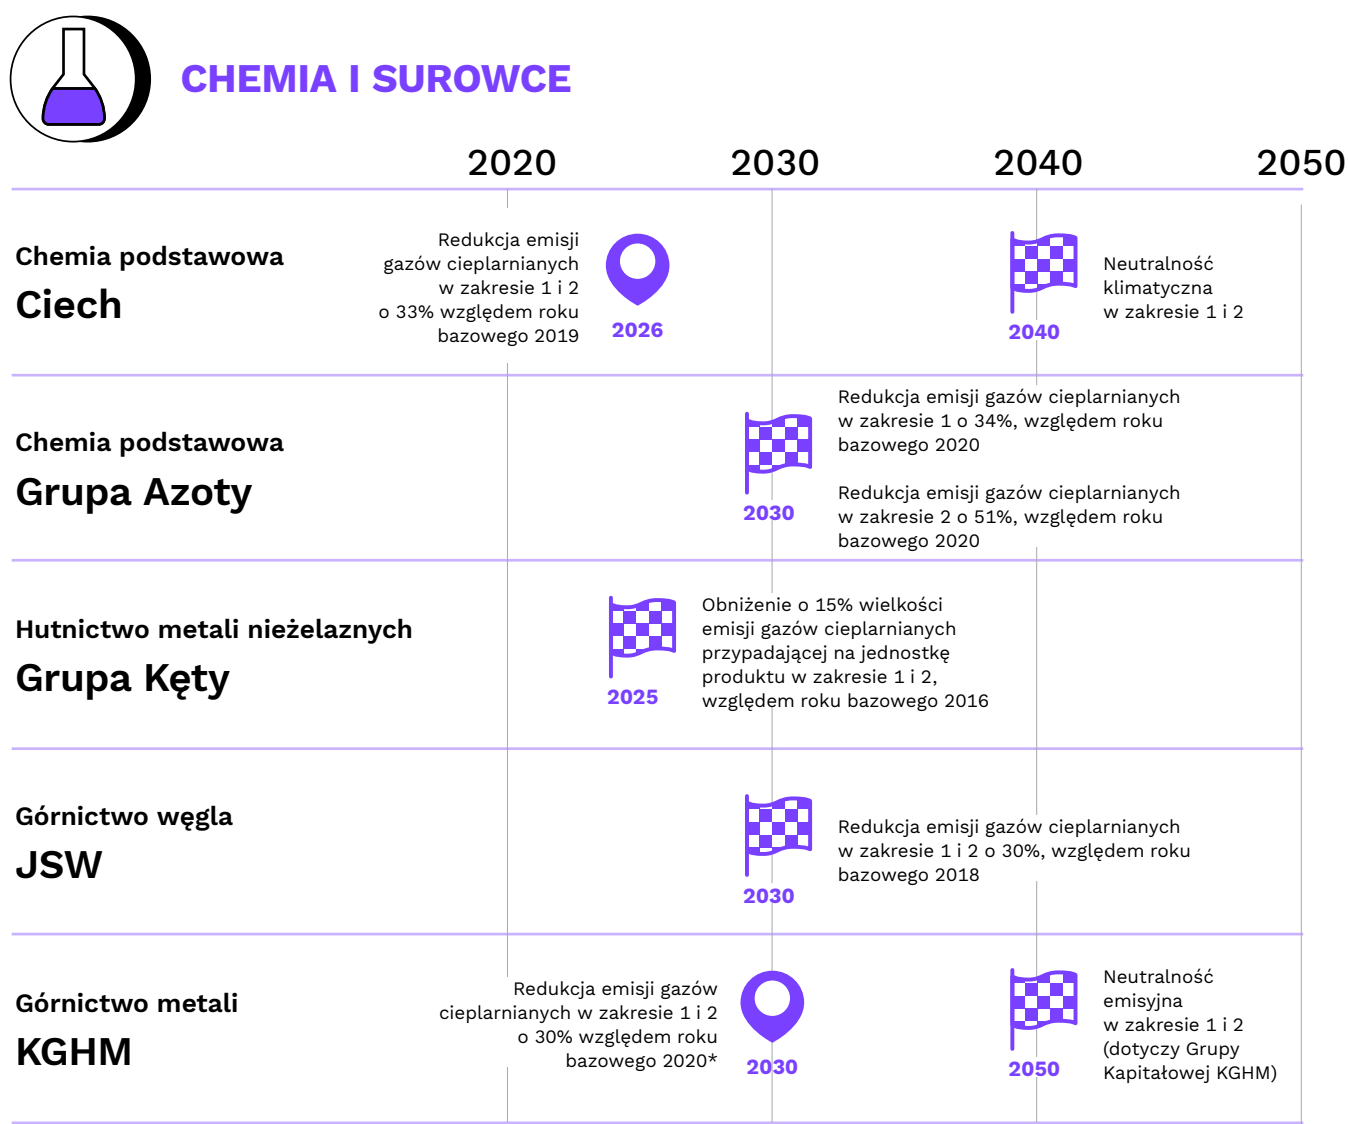 CHEMIA I SUROWCE
2020 2030 2040 2050
Chemia podstawowa
Ciech
Redukcja emisji
gazów cieplarnianych
w zakresie 1 i 2
o 33% względem roku
bazowego 2019
2026
2040
Neutralność
klimatyczna
w zakresie 1 i 2
Chemia podstawowa
Grupa Azoty
2030
Redukcja emisji gazów cieplarnianych
w zakresie 1 o 34%, względem roku
bazowego 2020
Redukcja emisji gazów cieplarnianych
w zakresie 2 o 51%, względem roku
bazowego 2020
Hutnictwo metali nieżelaznych
Grupa Kęty
2025
Obniżenie o 15% wielkości
emisji gazów cieplarnianych
przypadającej na jednostkę
produktu w zakresie 1 i 2,
względem roku bazowego 2016
Górnictwo węgla
JSW
2030
Redukcja emisji gazów cieplarnianych
w zakresie 1 i 2 o 30%, względem roku
bazowego 2018
Górnictwo metali
KGHM
Redukcja emisji gazów
cieplarnianych w zakresie 1 i 2
o 30% względem roku
bazowego 2020*
2030
2050
Neutralność
emisyjna
w zakresie 1 i 2
(dotyczy Grupy
Kapitałowej KGHM)